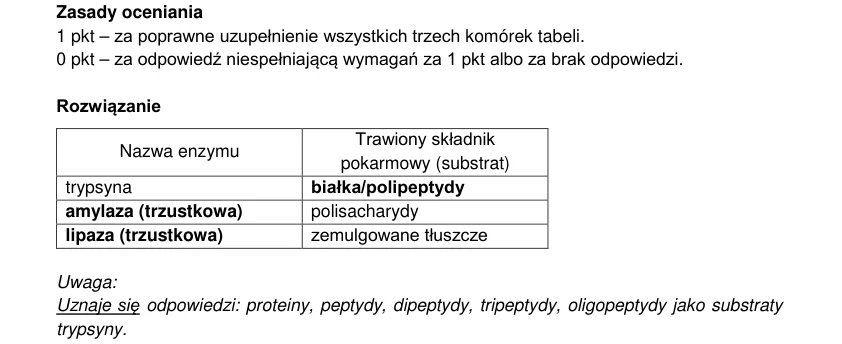 Zasady oceniania
1 pkt – za poprawne uzupełnienie wszystkich trzech komórek tabeli.
0 pkt – za odpowiedź niespełniającą wymagań za 1 pkt albo za brak odpowiedzi.
Rozwiązanie
Nazwa enzymu
Trawiony składnik
pokarmowy (substrat)
trypsyna
białka/polipeptydy
amylaza (trzustkowa)
polisacharydy
lipaza (trzustkowa)
zemulgowane tłuszcze
Uwaga:
Uznaje się odpowiedzi: proteiny, peptydy, dipeptydy, tripeptydy, oligopeptydy jako substraty
trypsyny.